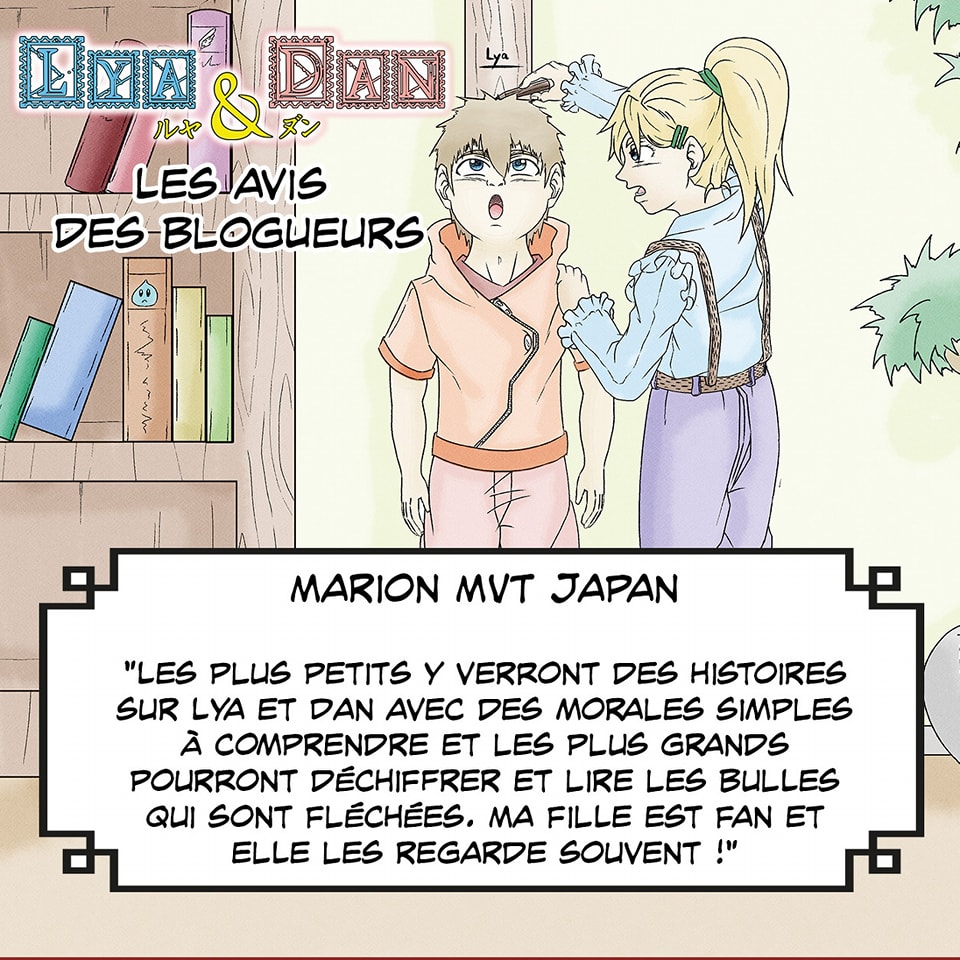 Lya
LYA & DAN
ルヤ ダン
LES AVIS
DES BLOGUEURS
MARION MVT JAPAN
"LES PLUS PETITS Y VERRONT DES HISTOIRES
SUR LYA ET DAN AVEC DES MORALES SIMPLES
À COMPRENDRE ET LES PLUS GRANDS
POURRONT DÉCHIFFRER ET LIRE LES BULLES
QUI SONT FLÉCHÉES. MA FILLE EST FAN ET
ELLE LES REGARDE SOUVENT !"